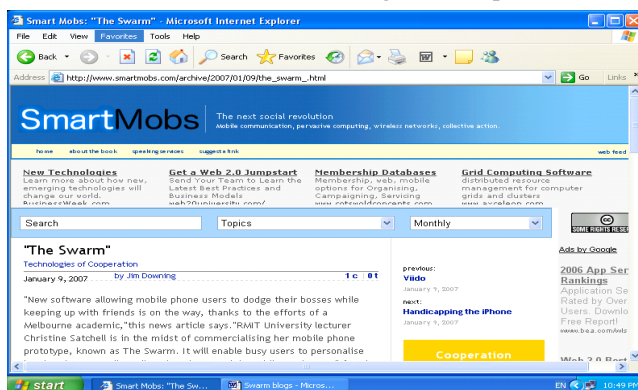 Smart Mobs: "The Swarm" - Microsoft Internet Explorer
File Edit View Favorites Tools Help
Back Search Favorites
Address http://www.smartmobs.com/archive/2007/01/09/the_swarm_.html Go Links
SmartMobs
The next social revolution
Mobile communication, pervasive computing, wireless networks, collective action.
home about the book speaking services suggest a link web feed
New Technologies
Learn more about how new,
emerging technologies will
change our world.
BusinessWeek.com
Get a Web 2.0 Jumpstart
Send Your Team to Learn the
Latest Best Practices and
Business Models
web20university.com/
Membership Databases
Membership, web, mobile
options for Organising,
Campaigning, Servicing
Grid Computing Software
distributed resource
management for computer
grids and clusters
Search Topics Monthly
SOME RIGHTS RESER
"The Swarm"
Technologies of Cooperation
January 9, 2007 by Jim Downing 1 c | 0 t
"New software allowing mobile phone users to dodge their bosses while
keeping up with friends is on the way, thanks to the efforts of a
Melbourne academic,"this news article says."RMIT University lecturer
Christine Satchell is in the midst of commercialising her mobile phone
prototype, known as The Swarm. It will enable busy users to personalise
previous:
Viido
January 9, 2007
next:
Handicapping the iPhone
January 9, 2007
Cooperation
Ads by Google
2006 App Ser
Rankings
Application Se
Rated by Over
Users. Downlo
Free Report!
www.bea.com/wls
Web 2.0 Best
start Smart Mobs: "The Sw... Swarm blogs - Micros... EN 10:49 PM